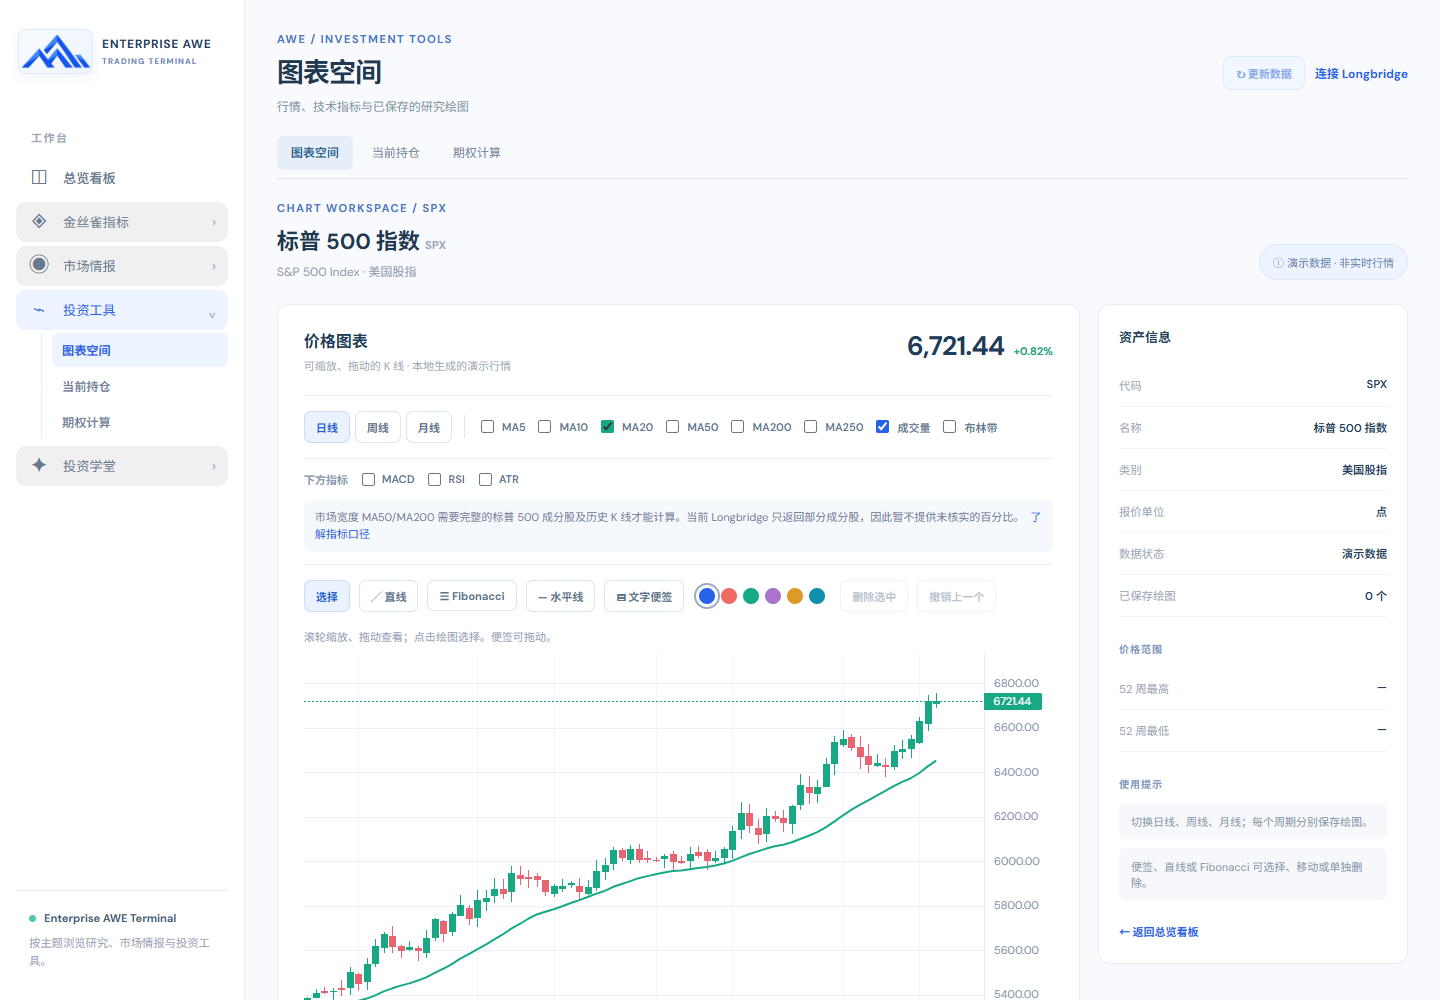 ENTERPRISE AWE
TRADING TERMINAL
工作台
总览看板
金丝雀指标
市场情报
投资工具
图表空间
当前持仓
期权计算
投资学堂
Enterprise AWE Terminal
按主题浏览研究、市场情报与投资工
具。
AWE / INVESTMENT TOOLS
图表空间
行情、技术指标与已保存的研究绘图
↻ 更新数据
连接 Longbridge
图表空间
当前持仓
期权计算
CHART WORKSPACE / SPX
标普 500 指数 SPX
S&P 500 Index · 美国股指
ⓘ 演示数据 · 非实时行情
价格图表
可缩放、拖动的 K 线 · 本地生成的演示行情
6,721.44 +0.82%
日线 周线 月线 MA5 MA10 MA20 MA50 MA200 MA250 成交量 布林带
下方指标 MACD RSI ATR
市场宽度 MA50/MA200 需要完整的标普 500 成分股及历史 K 线才能计算。当前 Longbridge 只返回部分成分股，因此暂不提供未核实的百分比。 了
解指标口径
选择 ╱ 直线 ☰ Fibonacci — 水平线 文字便签 删除选中 撤销上一个
滚轮缩放、拖动查看；点击绘图选择。便签可拖动。
6800.00
6721.44
6600.00
6400.00
6200.00
6000.00
5800.00
5600.00
5400.00
资产信息
代码 SPX
名称 标普 500 指数
类别 美国股指
报价单位 点
数据状态 演示数据
已保存绘图 0 个
价格范围
52 周最高 —
52 周最低 —
使用提示
切换日线、周线、月线；每个周期分别保存绘图。
便签、直线或 Fibonacci 可选择、移动或单独删
除。
← 返回总览看板